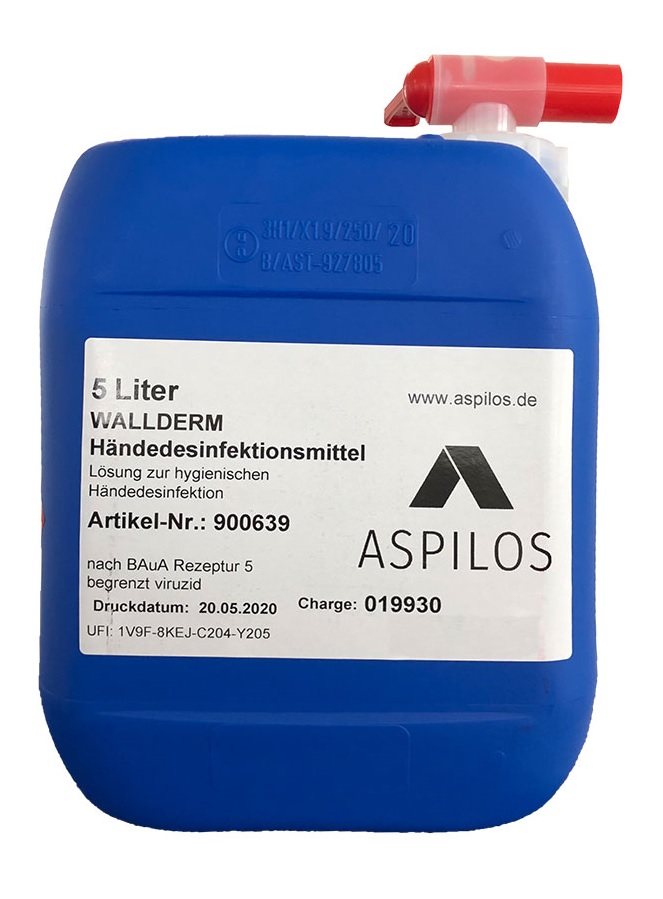 3H1/X1.9/250/ 20
B/AST-927805
5 Liter
www.aspilos.de
WALLDERM
Händedesinfektionsmittel
Lösung zur hygienischen
Händedesinfektion
Artikel-Nr.: 900639
ASPILOS
nach BAuA Rezeptur 5
begrenzt viruzid
Druckdatum: 20.05.2020 Charge: 019930
UFI: 1V9F-8KEJ-C204-Y205